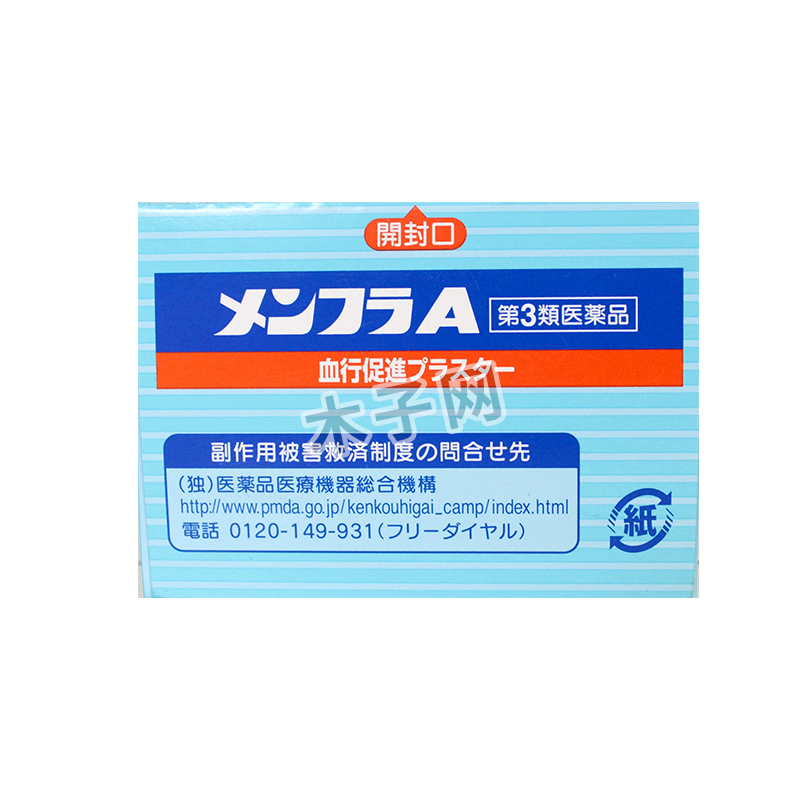 開封口
メンフラA 第3類医薬品
血行促進プラスター
木子网
副作用被害救済制度の問合せ先
(独)医薬品医療機器総合機構
http://www.pmda.go.jp/kenkouhigai_camp/index.html
電話 0120-149-931(フリーダイヤル)
紙